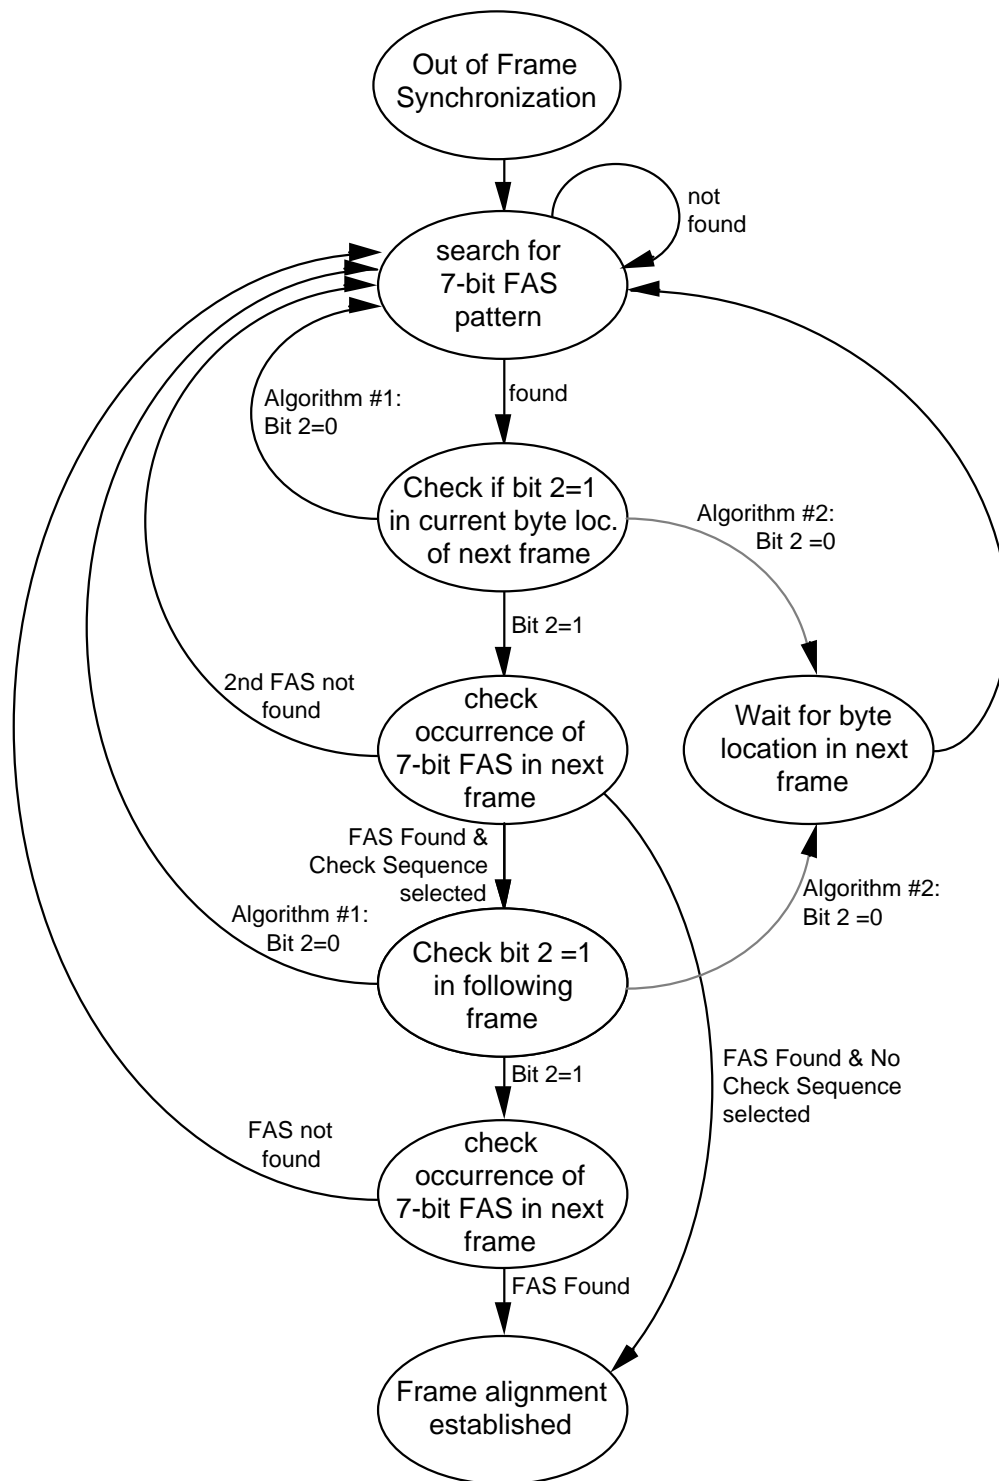 Out of Frame
Synchronization
not
found
search for
7-bit FAS
pattern
found
Algorithm #1:
Bit 2=0
Check if bit 2=1
in current byte loc.
of next frame
Algorithm #2:
Bit 2 =0
Bit 2=1
2nd FAS not
found
check
occurrence of
7-bit FAS in next
frame
Wait for byte
location in next
frame
FAS Found &
Check Sequence
selected
Algorithm #1:
Bit 2=0
Algorithm #2:
Bit 2 =0
Check bit 2 =1
in following
frame
Bit 2=1
FAS Found & No
Check Sequence
selected
FAS not
found
check
occurrence of
7-bit FAS in next
frame
FAS Found
Frame alignment
established